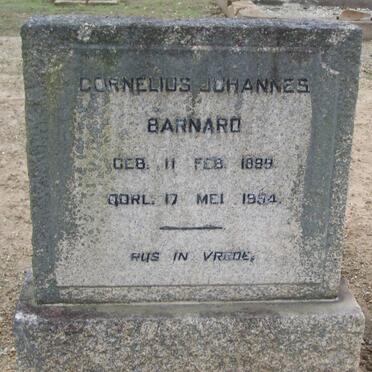 CORNELIUS JOHANNES
BARNARD
GEB. 11 FEB. 1899
OORL. 17 MEI 1954.
RUS IN VREDE.